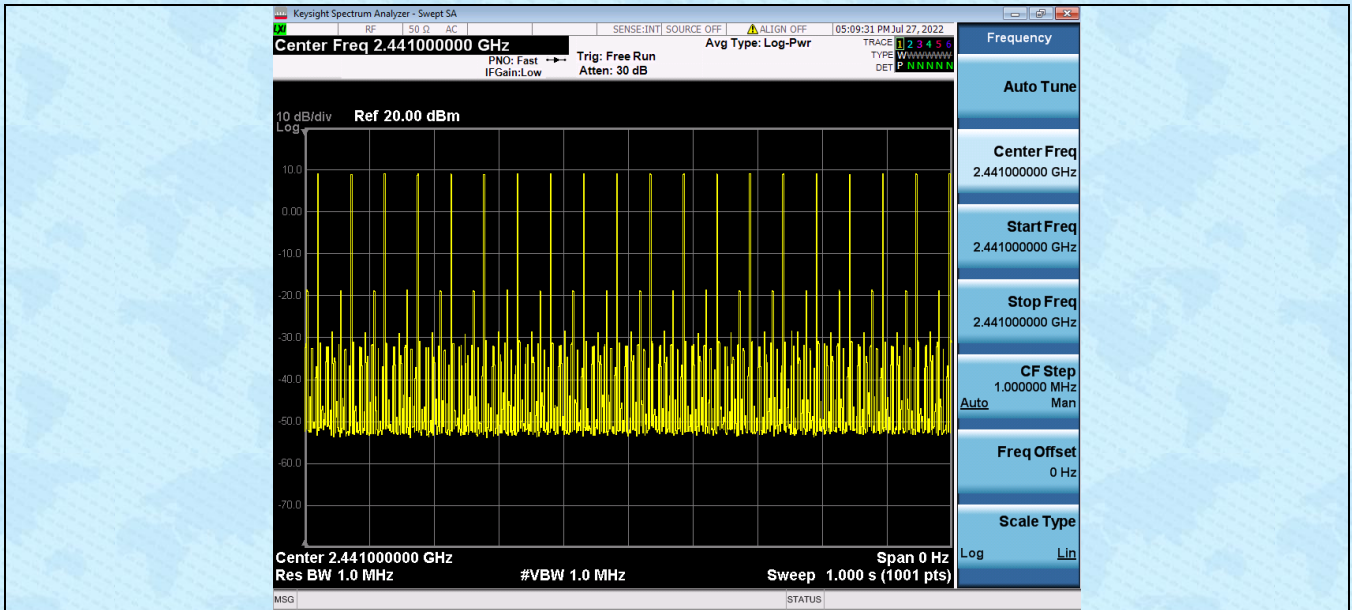 Keysight Spectrum Analyzer - Swept SA
LXI RF 50 Ω AC SENSE:INT SOURCE OFF ALIGN OFF 05:09:31 PM Jul 27, 2022
Center Freq 2.441000000 GHz
PNO: Fast
IFGain:Low
Trig: Free Run
Atten: 30 dB
Avg Type: Log-Pwr
TRACE 1 2 3 4 5 6
TYPE WWWWWW
DET P N N N N N
10 dB/div
Log
Ref 20.00 dBm
10.0
0.00
-10.0
-20.0
-30.0
-40.0
-50.0
-60.0
-70.0
Center 2.441000000 GHz
Span 0 Hz
Res BW 1.0 MHz
#VBW 1.0 MHz
Sweep 1.000 s (1001 pts)
MSG
STATUS
Frequency
Auto Tune
Center Freq
2.441000000 GHz
Start Freq
2.441000000 GHz
Stop Freq
2.441000000 GHz
CF Step
1.000000 MHz
Auto Man
Freq Offset
0 Hz
Scale Type
Log Lin